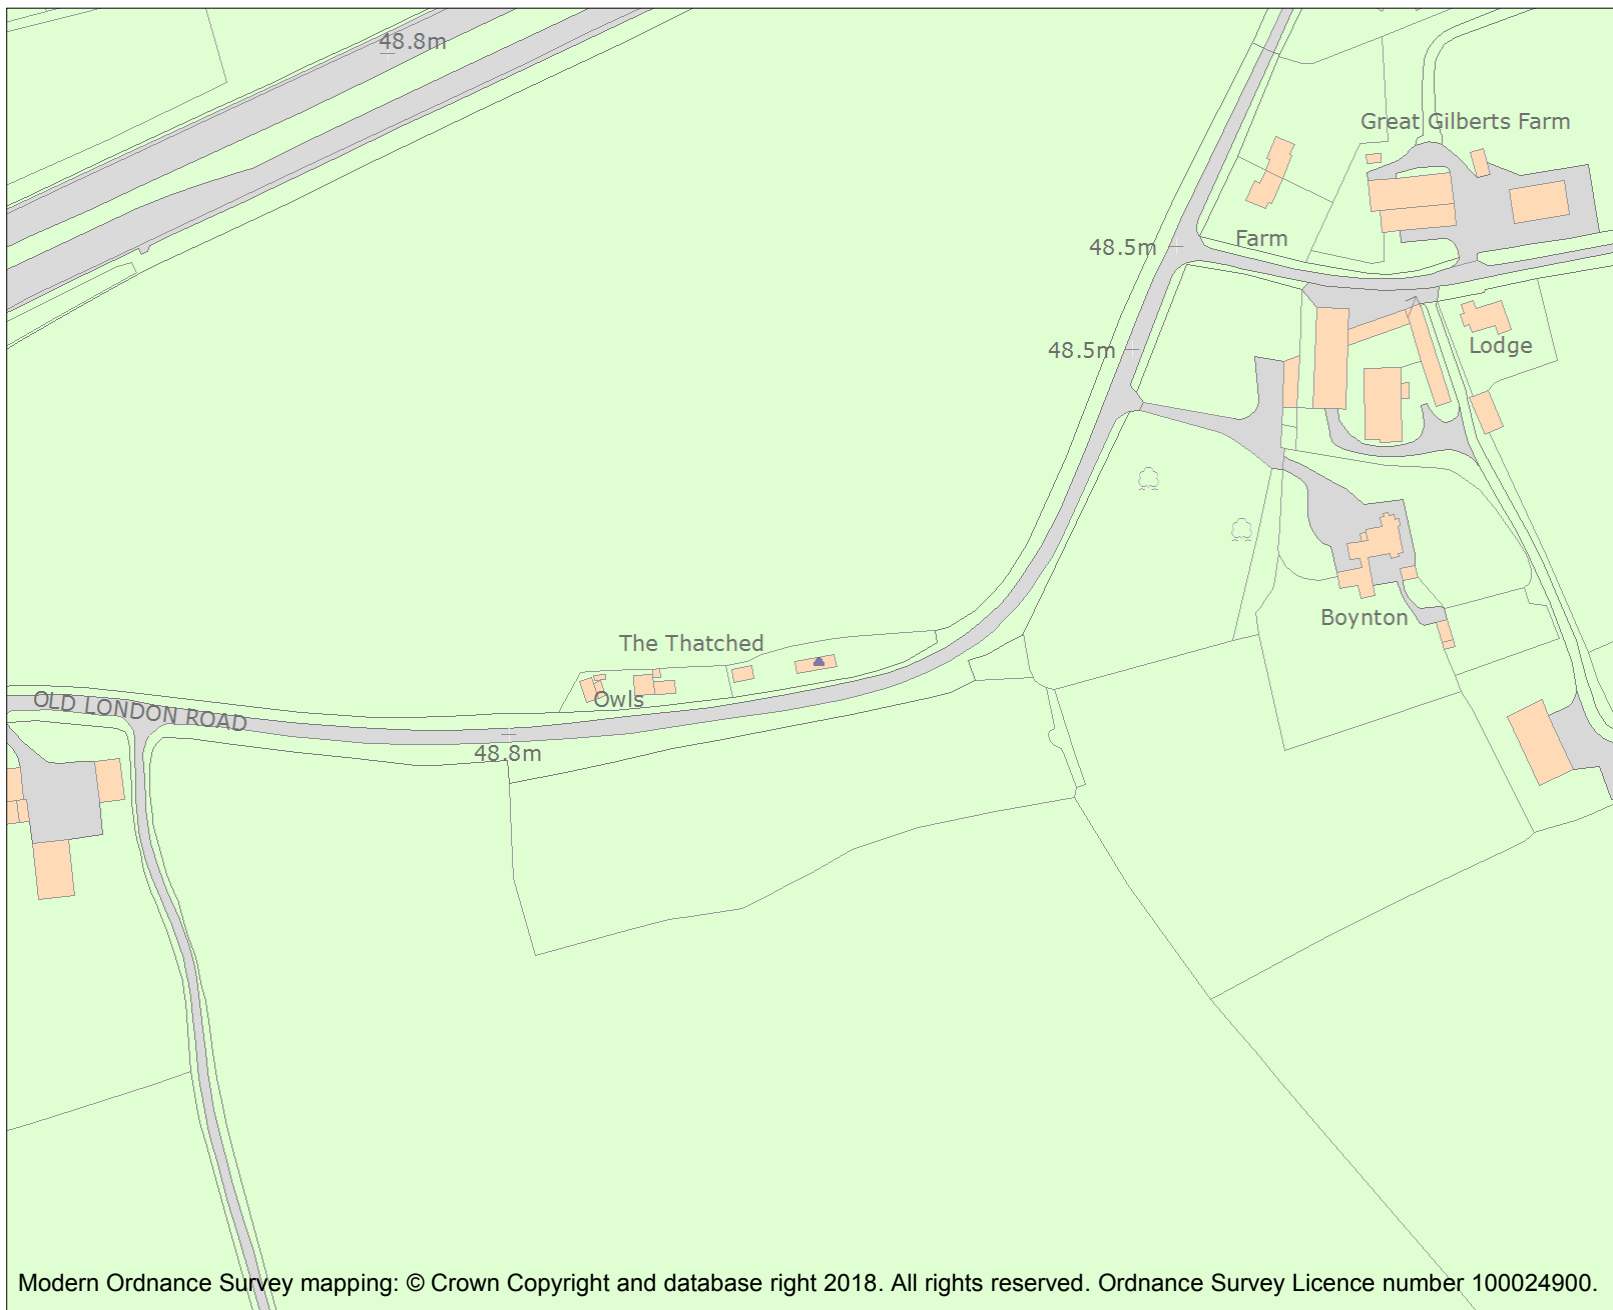 48.8m
Great Gilberts Farm
Farm
48.5m
48.5m
Lodge
Boynton
The Thatched
Owls
OLD LONDON ROAD
48.8m
Modern Ordnance Survey mapping: © Crown Copyright and database right 2018. All rights reserved. Ordnance Survey Licence number 100024900.